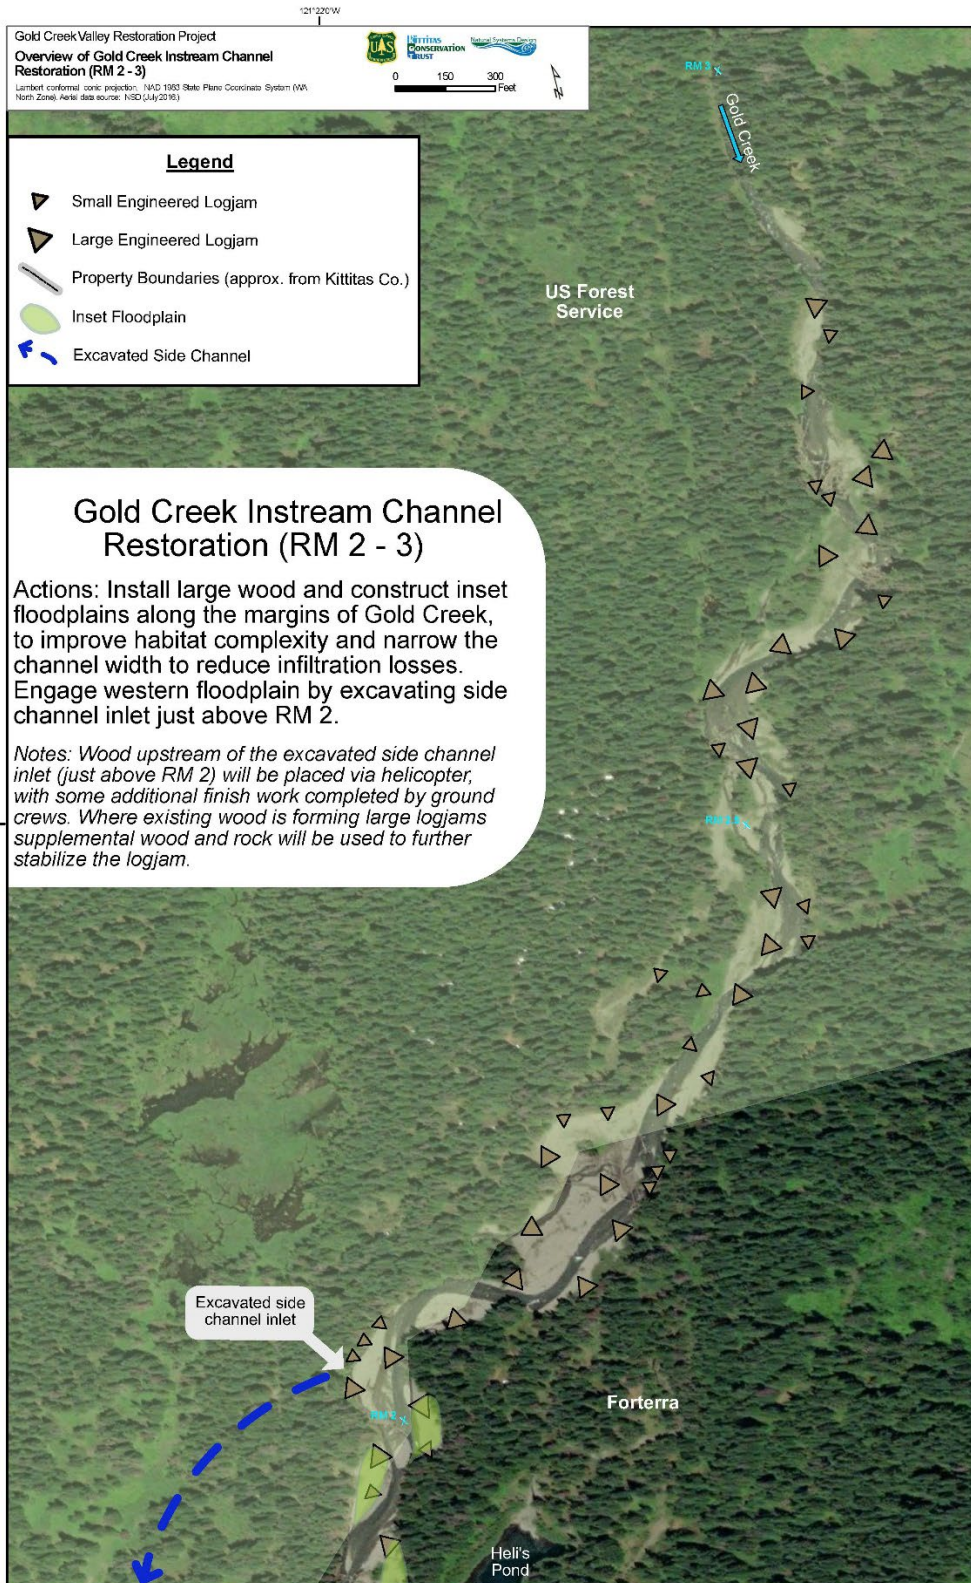 121°22'0"W
Gold Creek Valley Restoration Project
Overview of Gold Creek Instream Channel
Restoration (RM 2 - 3)
Lambert conformal conic projection. NAD 1983 State Plane Coordinate System (WA
North Zone). Aerial data source: NSD (July 2016.)
KITTITAS
CONSERVATION
TRUST
Natural Systems Design
0 150 300
Feet
Legend
Small Engineered Logjam
Large Engineered Logjam
Property Boundaries (approx. from Kittitas Co.)
Inset Floodplain
Excavated Side Channel
RM 3
Gold Creek
US Forest
Service
Gold Creek Instream Channel
Restoration (RM 2 - 3)
Actions: Install large wood and construct inset
floodplains along the margins of Gold Creek,
to improve habitat complexity and narrow the
channel width to reduce infiltration losses.
Engage western floodplain by excavating side
channel inlet just above RM 2.
Notes: Wood upstream of the excavated side channel
inlet (just above RM 2) will be placed via helicopter,
with some additional finish work completed by ground
crews. Where existing wood is forming large logjams
supplemental wood and rock will be used to further
stabilize the logjam.
RM
Excavated side
channel inlet
RM 2
Forterra
Heli's
Pond